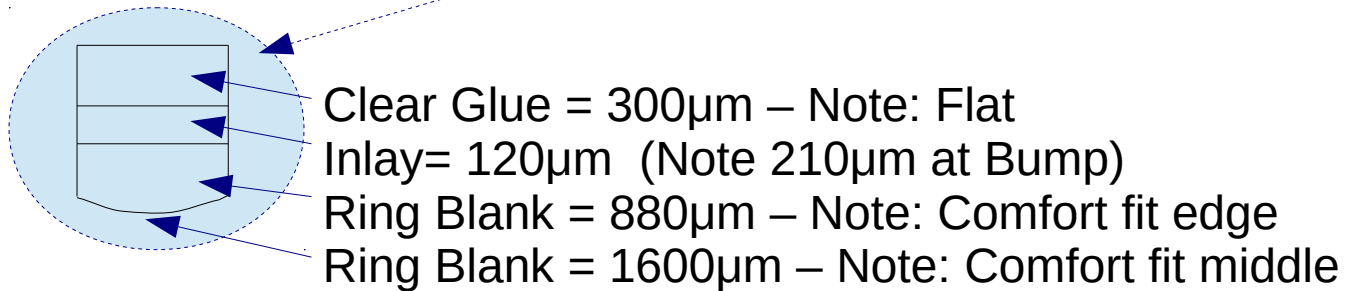 Clear Glue = 300μm – Note: Flat
Inlay= 120μm  (Note 210μm at Bump)
Ring Blank = 880μm – Note: Comfort fit edge
Ring Blank = 1600μm – Note: Comfort fit middle